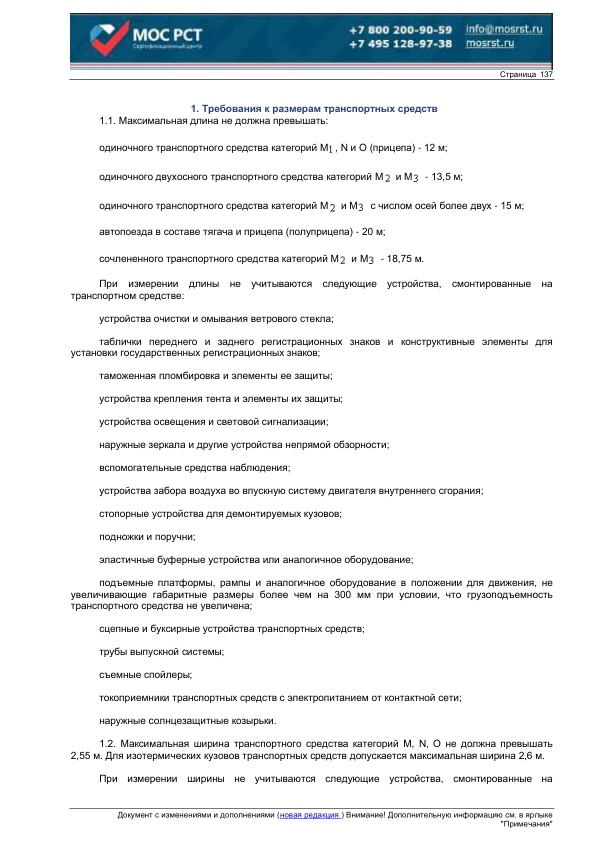 МОС РСТ
Сертификационный центр
+7 800 200-90-59 info@mosrst.ru
+7 495 128-97-38 mosrst.ru
Страница 137
1. Требования к размерам транспортных средств
1.1. Максимальная длина не должна превышать:
одиночного транспортного средства категорий M1 , N и O (прицепа) - 12 м;
одиночного двухосного транспортного средства категорий M 2 и M3 - 13,5 м;
одиночного транспортного средства категорий M 2 и M3 с числом осей более двух - 15 м;
автопоезда в составе тягача и прицепа (полуприцепа) - 20 м;
сочлененного транспортного средства категорий M 2 и M3 - 18,75 м.
При измерении длины не учитываются следующие устройства, смонтированные на
транспортном средстве:
устройства очистки и омывания ветрового стекла;
таблички переднего и заднего регистрационных знаков и конструктивные элементы для
установки государственных регистрационных знаков;
таможенная пломбировка и элементы ее защиты;
устройства крепления тента и элементы их защиты;
устройства освещения и световой сигнализации;
наружные зеркала и другие устройства непрямой обзорности;
вспомогательные средства наблюдения;
устройства забора воздуха во впускную систему двигателя внутреннего сгорания;
стопорные устройства для демонтируемых кузовов;
подножки и поручни;
эластичные буферные устройства или аналогичное оборудование;
подъемные платформы, рампы и аналогичное оборудование в положении для движения, не
увеличивающие габаритные размеры более чем на 300 мм при условии, что грузоподъемность
транспортного средства не увеличена;
сцепные и буксирные устройства транспортных средств;
трубы выпускной системы;
съемные спойлеры;
токоприемники транспортных средств с электропитанием от контактной сети;
наружные солнцезащитные козырьки.
1.2. Максимальная ширина транспортного средства категорий M, N, O не должна превышать
2,55 м. Для изотермических кузовов транспортных средств допускается максимальная ширина 2,6 м.
При измерении ширины не учитываются следующие устройства, смонтированные на
Документ с изменениями и дополнениями (новая редакция ) Внимание! Дополнительную информацию см. в ярлыке
"Примечания"